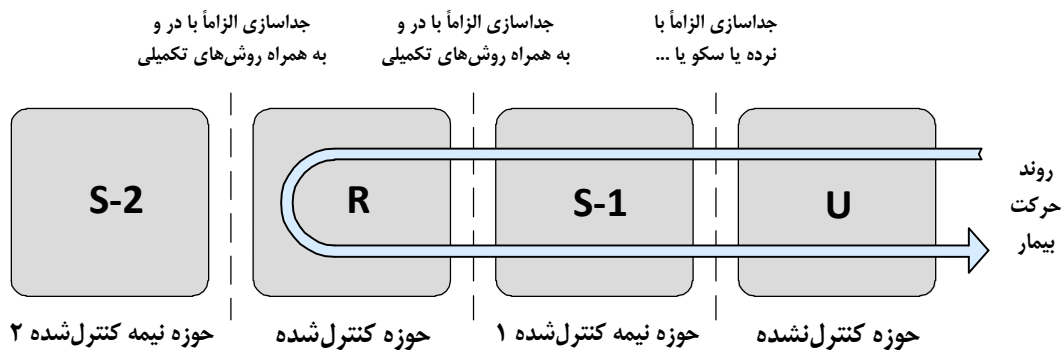 جداسازی الزاماً با
نرده یا سکو یا ...
جداسازی الزاماً با در و
به همراه روش‌های تکمیلی
جداسازی الزاماً با در و
به همراه روش‌های تکمیلی
روند
حرکت
بیمار
U
S-1
R
S-2
حوزه کنترل‌نشده
حوزه نیمه کنترل‌شده ۱
حوزه کنترل‌شده
حوزه نیمه کنترل‌شده ۲